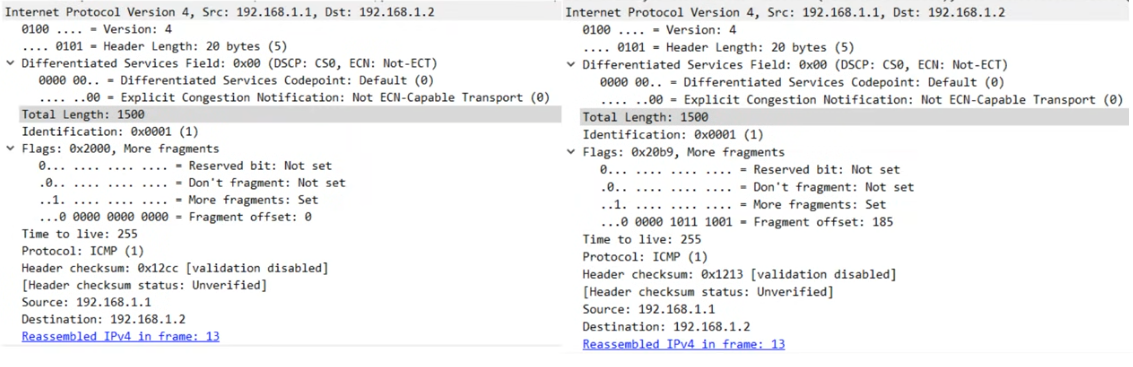 Internet Protocol Version 4, Src: 192.168.1.1, Dst: 192.168.1.2
0100 .... = Version: 4
.... 0101 = Header Length: 20 bytes (5)
Differentiated Services Field: 0x00 (DSCP: CS0, ECN: Not-ECT)
0000 00.. = Differentiated Services Codepoint: Default (0)
.... ..00 = Explicit Congestion Notification: Not ECN-Capable Transport (0)
Total Length: 1500
Identification: 0x0001 (1)
Flags: 0x2000, More fragments
0... .... .... .... = Reserved bit: Not set
.0.. .... .... .... = Don't fragment: Not set
..1. .... .... .... = More fragments: Set
...0 0000 0000 0000 = Fragment offset: 0
Time to live: 255
Protocol: ICMP (1)
Header checksum: 0x12cc [validation disabled]
[Header checksum status: Unverified]
Source: 192.168.1.1
Destination: 192.168.1.2
Reassembled IPv4 in frame: 13
Internet Protocol Version 4, Src: 192.168.1.1, Dst: 192.168.1.2
0100 .... = Version: 4
.... 0101 = Header Length: 20 bytes (5)
Differentiated Services Field: 0x00 (DSCP: CS0, ECN: Not-ECT)
0000 00.. = Differentiated Services Codepoint: Default (0)
.... ..00 = Explicit Congestion Notification: Not ECN-Capable Transport (0)
Total Length: 1500
Identification: 0x0001 (1)
Flags: 0x20b9, More fragments
0... .... .... .... = Reserved bit: Not set
.0.. .... .... .... = Don't fragment: Not set
..1. .... .... .... = More fragments: Set
...0 0000 1011 1001 = Fragment offset: 185
Time to live: 255
Protocol: ICMP (1)
Header checksum: 0x1213 [validation disabled]
[Header checksum status: Unverified]
Source: 192.168.1.1
Destination: 192.168.1.2
Reassembled IPv4 in frame: 13